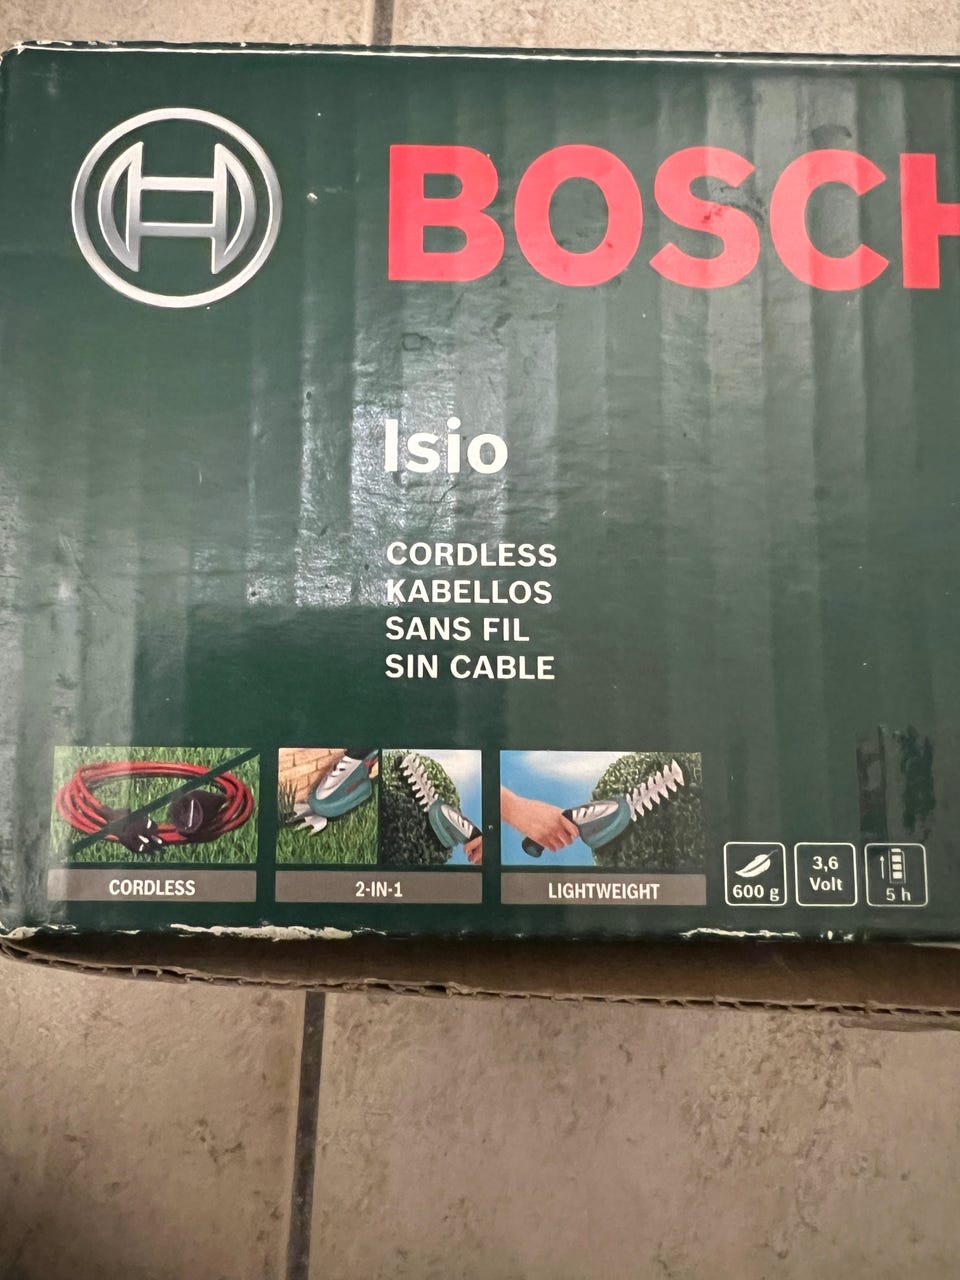 BOSCH
Isio
CORDLESS
KABELLOS
SANS FIL
SIN CABLE
CORDLESS
2-IN-1
LIGHTWEIGHT
600 g
3,6
Volt
5 h